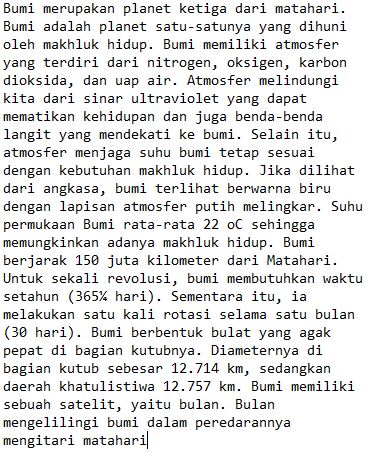 Bumi merupakan planet ketiga dari matahari.
Bumi adalah planet satu-satunya yang dihuni
oleh makhluk hidup. Bumi memiliki atmosfer
yang terdiri dari nitrogen, oksigen, karbon
dioksida, dan uap air. Atmosfer melindungi
kita dari sinar ultraviolet yang dapat
mematikan kehidupan dan juga benda-benda
langit yang mendekati ke bumi. Selain itu,
atmosfer menjaga suhu bumi tetap sesuai
dengan kebutuhan makhluk hidup. Jika dilihat
dari angkasa, bumi terlihat berwarna biru
dengan lapisan atmosfer putih melingkar. Suhu
permukaan Bumi rata-rata 22 oC sehingga
memungkinkan adanya makhluk hidup. Bumi
berjarak 150 juta kilometer dari Matahari.
Untuk sekali revolusi, bumi membutuhkan waktu
setahun (365¼ hari). Sementara itu, ia
melakukan satu kali rotasi selama satu bulan
(30 hari). Bumi berbentuk bulat yang agak
pepat di bagian kutubnya. Diameternya di
bagian kutub sebesar 12.714 km, sedangkan
daerah khatulistiwa 12.757 km. Bumi memiliki
sebuah satelit, yaitu bulan. Bulan
mengelilingi bumi dalam peredarannya
mengitari matahari